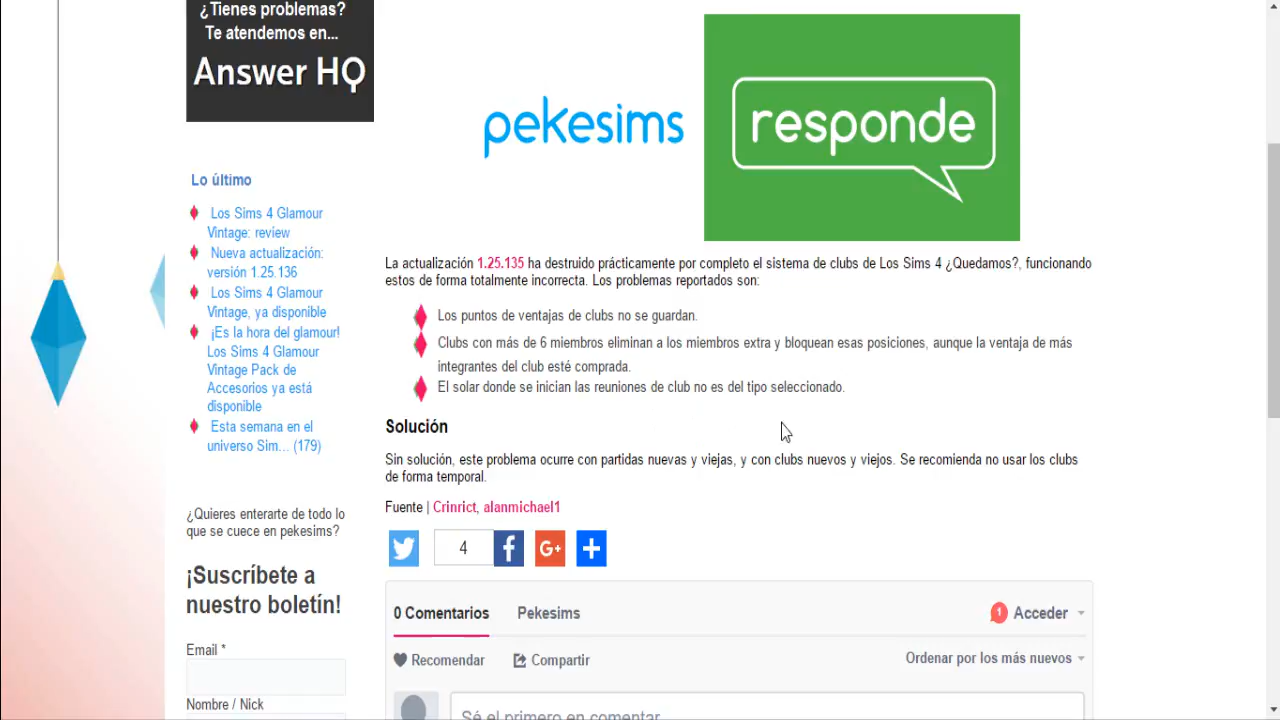 ¿Tienes problemas?
Te atendemos en...
Answer HQ
Lo último
Los Sims 4 Glamour
Vintage: review
Nueva actualización:
versión 1.25.136
Los Sims 4 Glamour
Vintage, ya disponible
¡Es la hora del glamour!
Los Sims 4 Glamour
Vintage Pack de
Accesorios ya está
disponible
Esta semana en el
universo Sim... (179)
¿Quieres enterarte de todo lo
que se cuece en pekesims?
¡Suscríbete a
nuestro boletín!
Email *
Nombre / Nick
pekesims
responde
La actualización 1.25.135 ha destruido prácticamente por completo el sistema de clubs de Los Sims 4 ¿Quedamos?, funcionando
estos de forma totalmente incorrecta. Los problemas reportados son:
Los puntos de ventajas de clubs no se guardan.
Clubs con más de 6 miembros eliminan a los miembros extra y bloquean esas posiciones, aunque la ventaja de más
integrantes del club esté comprada.
El solar donde se inician las reuniones de club no es del tipo seleccionado.
Solución
Sin solución, este problema ocurre con partidas nuevas y viejas, y con clubs nuevos y viejos. Se recomienda no usar los clubs
de forma temporal.
Fuente | Crinrict, alanmichael1
4
G+
0 Comentarios Pekesims 1 Acceder
Recomendar Compartir Ordenar por los más nuevos
Sé el primero en comentar